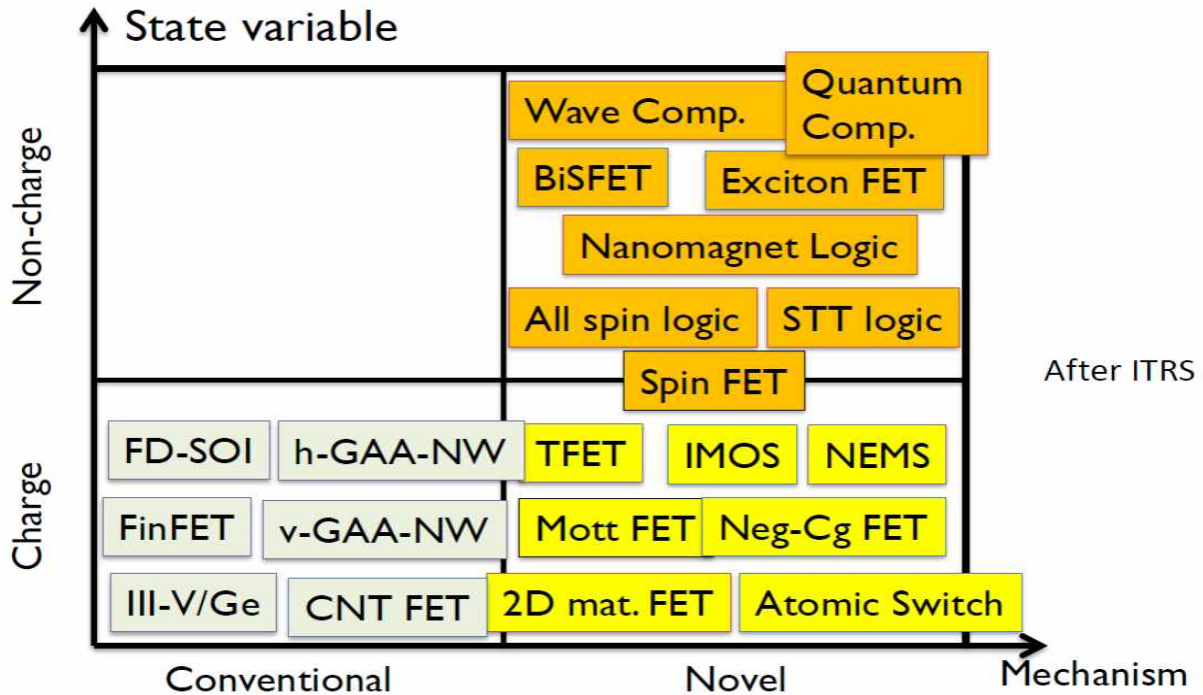 State variable
Quantum
Comp.
Wave Comp.
BiSFET
Exciton FET
Nanomagnet Logic
All spin logic
STT logic
Spin FET
Non-charge
After ITRS
FD-SOI
h-GAA-NW
TFET
IMOS
NEMS
FinFET
v-GAA-NW
Mott FET
Neg-Cg FET
III-V/Ge
CNT FET
2D mat. FET
Atomic Switch
Charge
Conventional
Novel
Mechanism